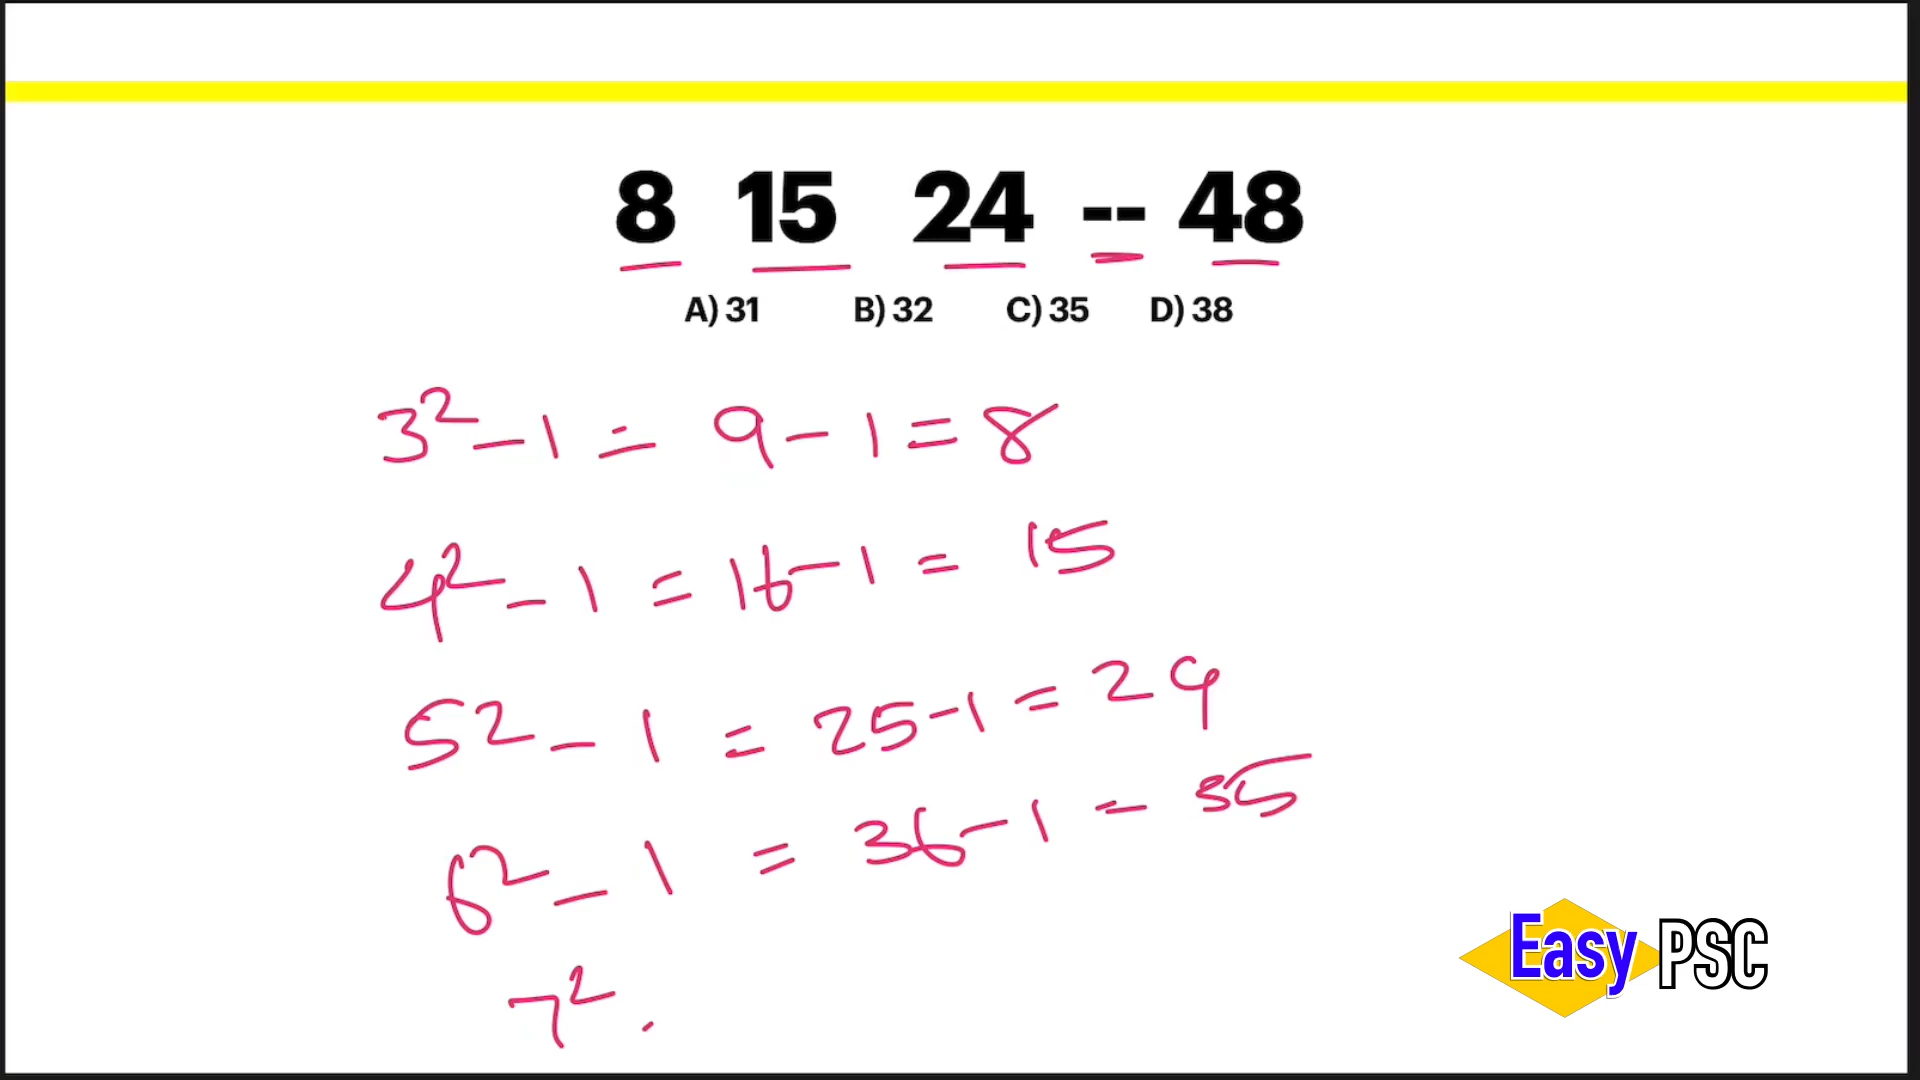 8 15 24 -- 48
A) 31 B) 32 C) 35 D) 38
3² - 1 = 9 - 1 = 8
4² - 1 = 16 - 1 = 15
5² - 1 = 25 - 1 = 24
6² - 1 = 36 - 1 = 35
7² .
Easy PSC